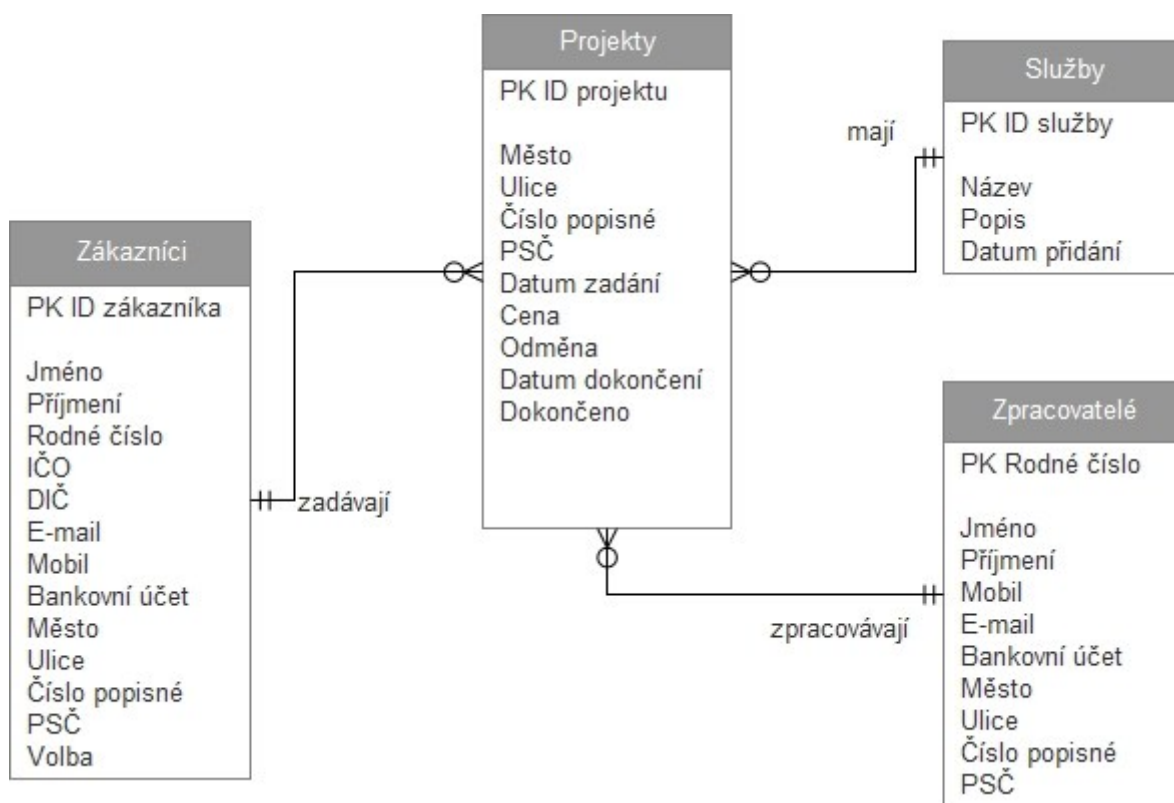 Projekty
PK ID projektu
Město
Ulice
Číslo popisné
PSČ
Datum zadání
Cena
Odměna
Datum dokončení
Dokončeno
mají
Služby
PK ID služby
Název
Popis
Datum přidání
Zákazníci
PK ID zákazníka
Jméno
Příjmení
Rodné číslo
IČO
DIČ
E-mail
Mobil
Bankovní účet
Město
Ulice
Číslo popisné
PSČ
Volba
zadávají
zpracovávají
Zpracovatelé
PK Rodné číslo
Jméno
Příjmení
Mobil
E-mail
Bankovní účet
Město
Ulice
Číslo popisné
PSČ